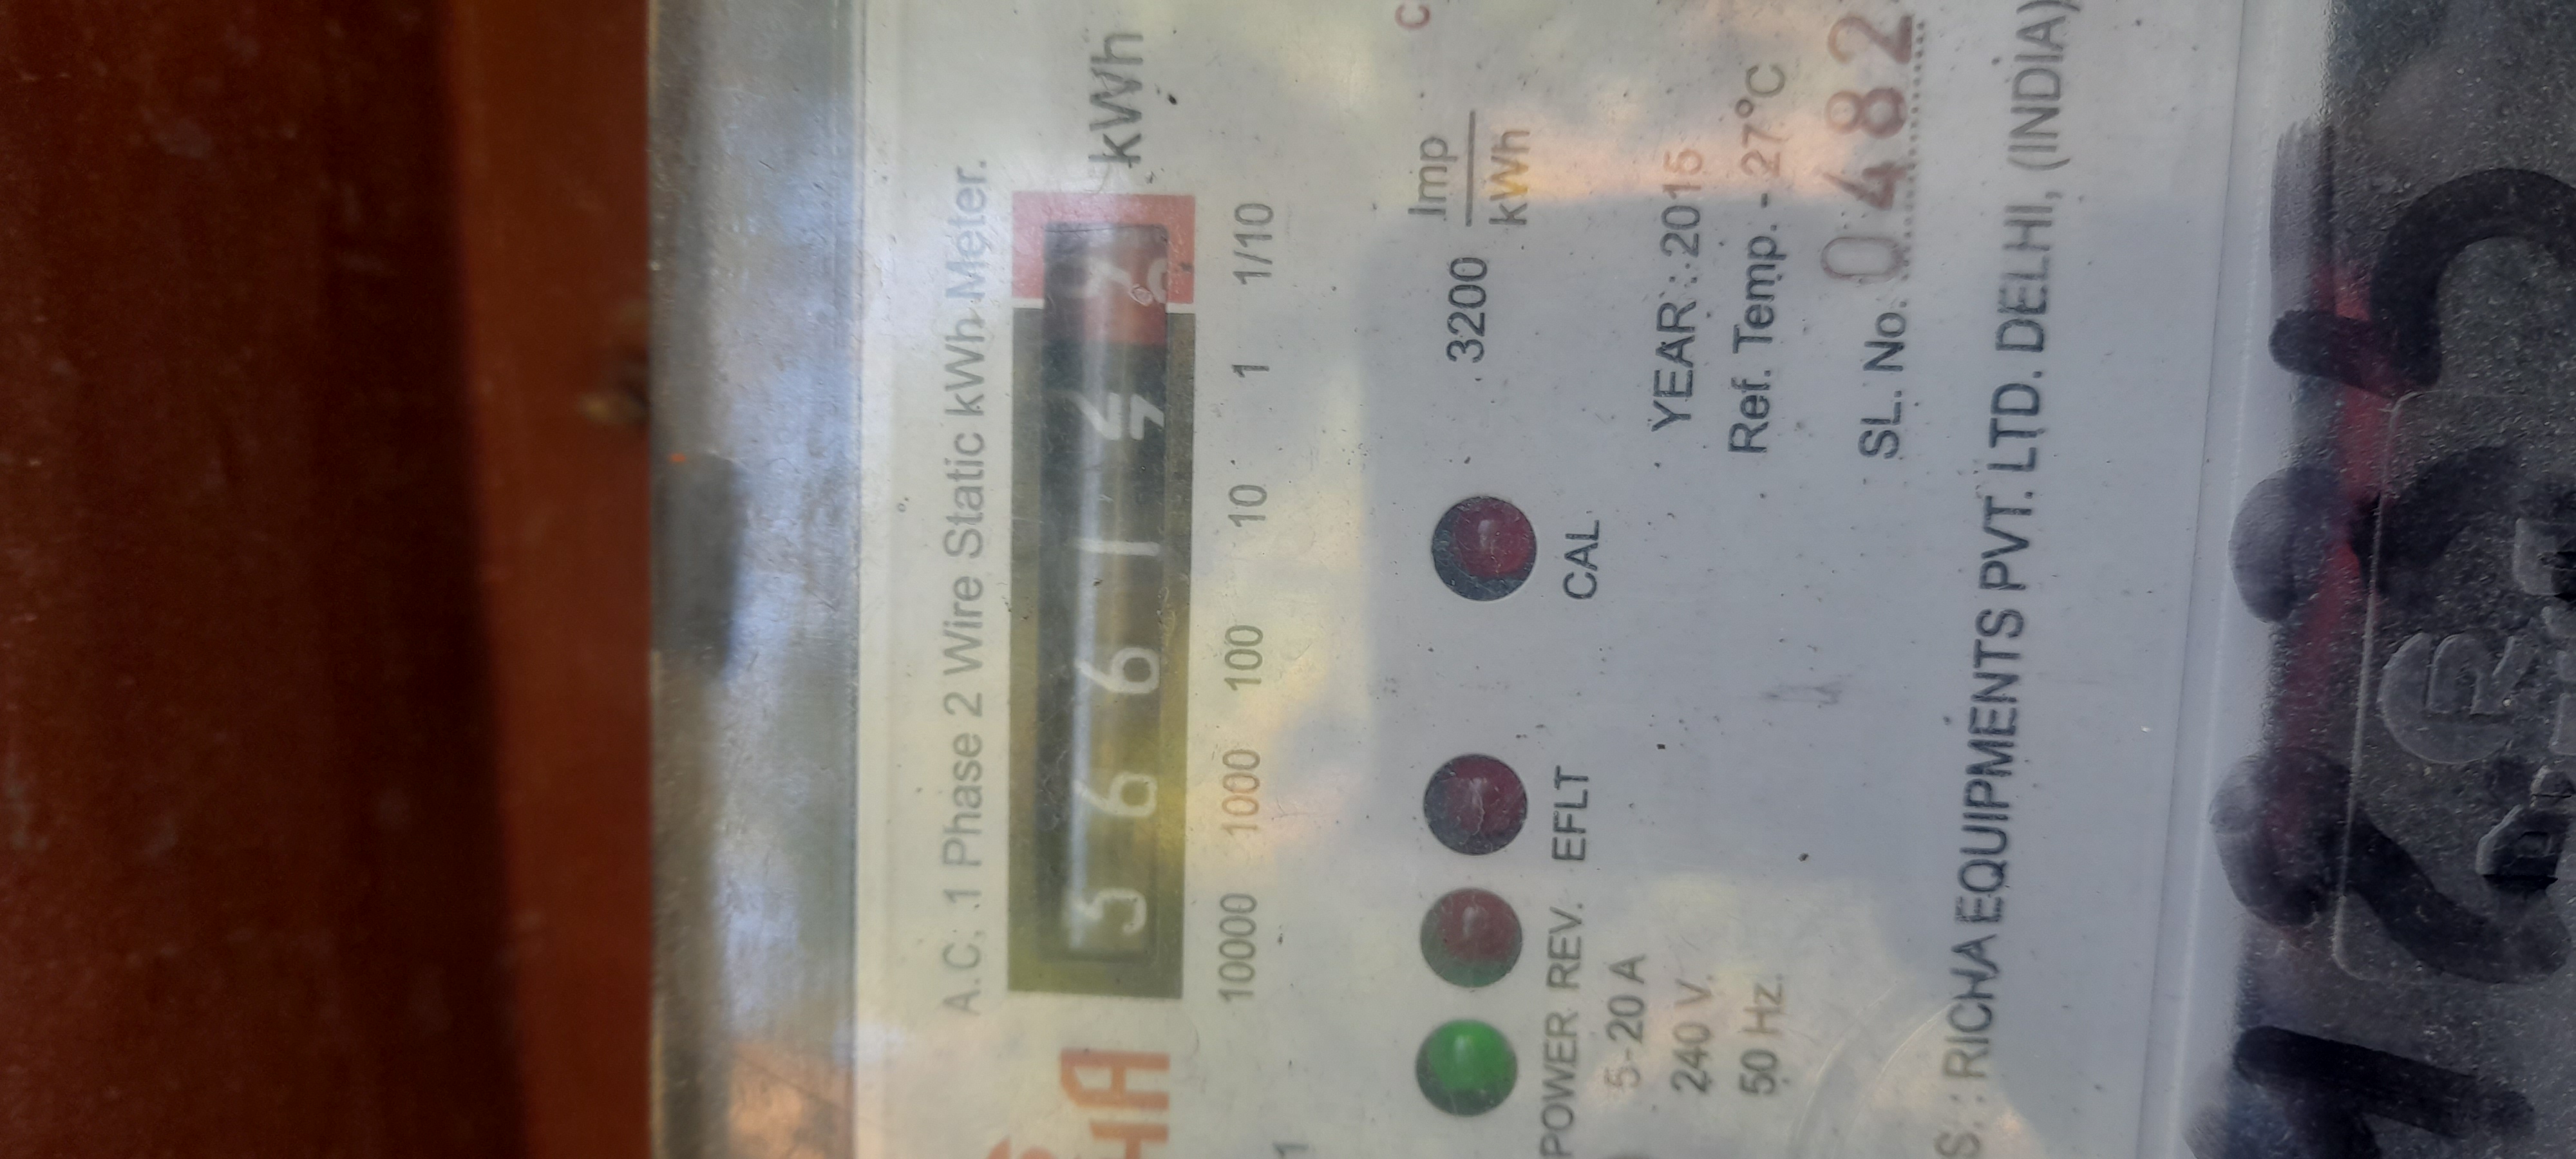 A.C. 1 Phase 2 Wire Static kWh Meter.
5 6 6 1 kWh
10000 1000 100 10 1 1/10
3200 Imp
kWh
CAL
POWER REV. EFLT
5-20 A
240 V.
50 Hz.
YEAR : 2015
Ref. Temp. - 27°C
SL. No. 0482
S. : RICHA EQUIPMENTS PVT. LTD. DELHI, (INDIA)